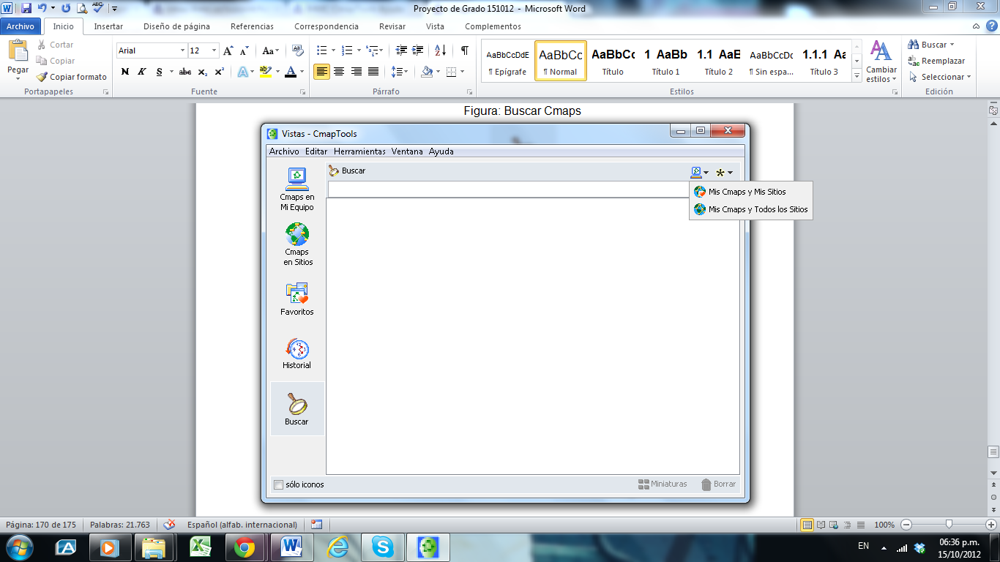 Proyecto de Grado 151012 - Microsoft Word
Archivo Inicio Insertar Diseño de página Referencias Correspondencia Revisar Vista Complementos
Pegar
Cortar
Copiar
Copiar formato
Portapapeles
Arial 12
N K S abc x₂ x²
Fuente
Párrafo
AaBbCcDdE AaBbCc AaBbCc 1 AaBb 1.1 AaB AaBbCcDc 1.1.1 Aa
¶ Epígrafe ¶ Normal Título Título 1 Título 2 ¶ Sin espa... Título 3
Cambiar estilos
Estilos
Buscar
Reemplazar
Seleccionar
Edición
Figura: Buscar Cmaps
Vistas - CmapTools
Archivo Editar Herramientas Ventana Ayuda
Buscar
Mis Cmaps y Mis Sitios
Mis Cmaps y Todos los Sitios
Cmaps en
Mi Equipo
Cmaps
en Sitios
Favoritos
Historial
Buscar
sólo iconos
Miniaturas Borrar
Página: 170 de 175 Palabras: 21.763 Español (alfab. internacional) 100%
EN
06:36 p.m.
15/10/2012